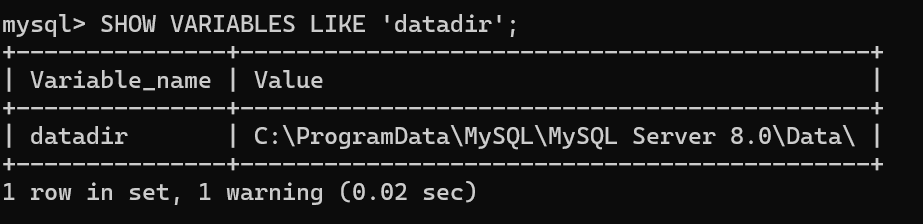 mysql> SHOW VARIABLES LIKE 'datadir';
+---------------+---------------------------------------------+
| Variable_name | Value                                       |
+---------------+---------------------------------------------+
| datadir       | C:\ProgramData\MySQL\MySQL Server 8.0\Data\ |
+---------------+---------------------------------------------+
1 row in set, 1 warning (0.02 sec)